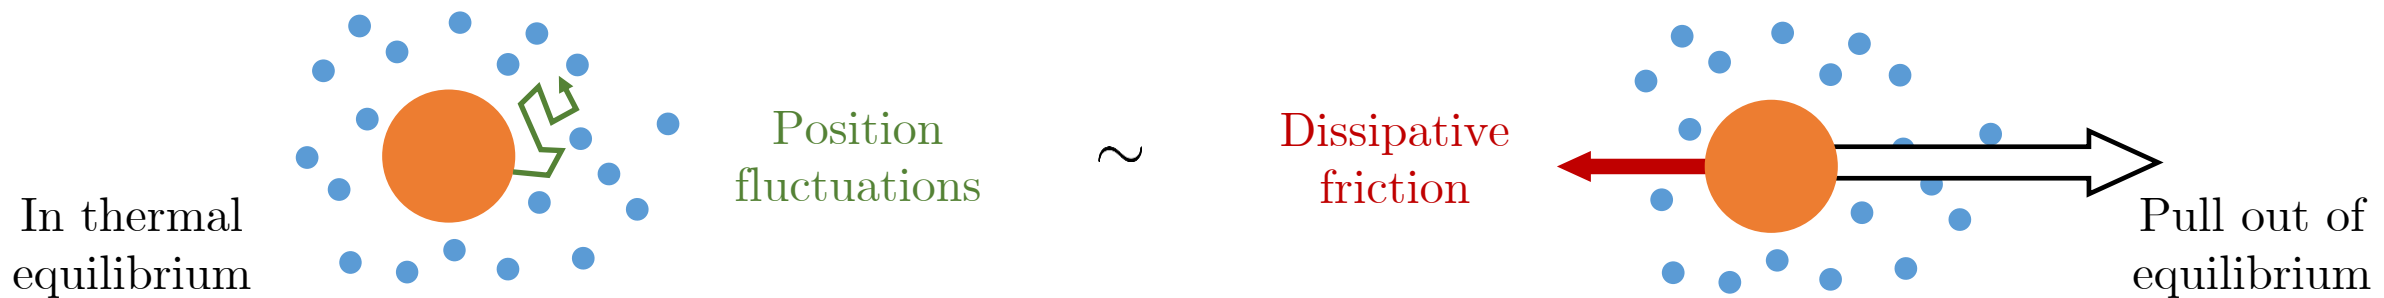 In thermal
equilibrium
Position
fluctuations
~
Dissipative
friction
Pull out of
equilibrium